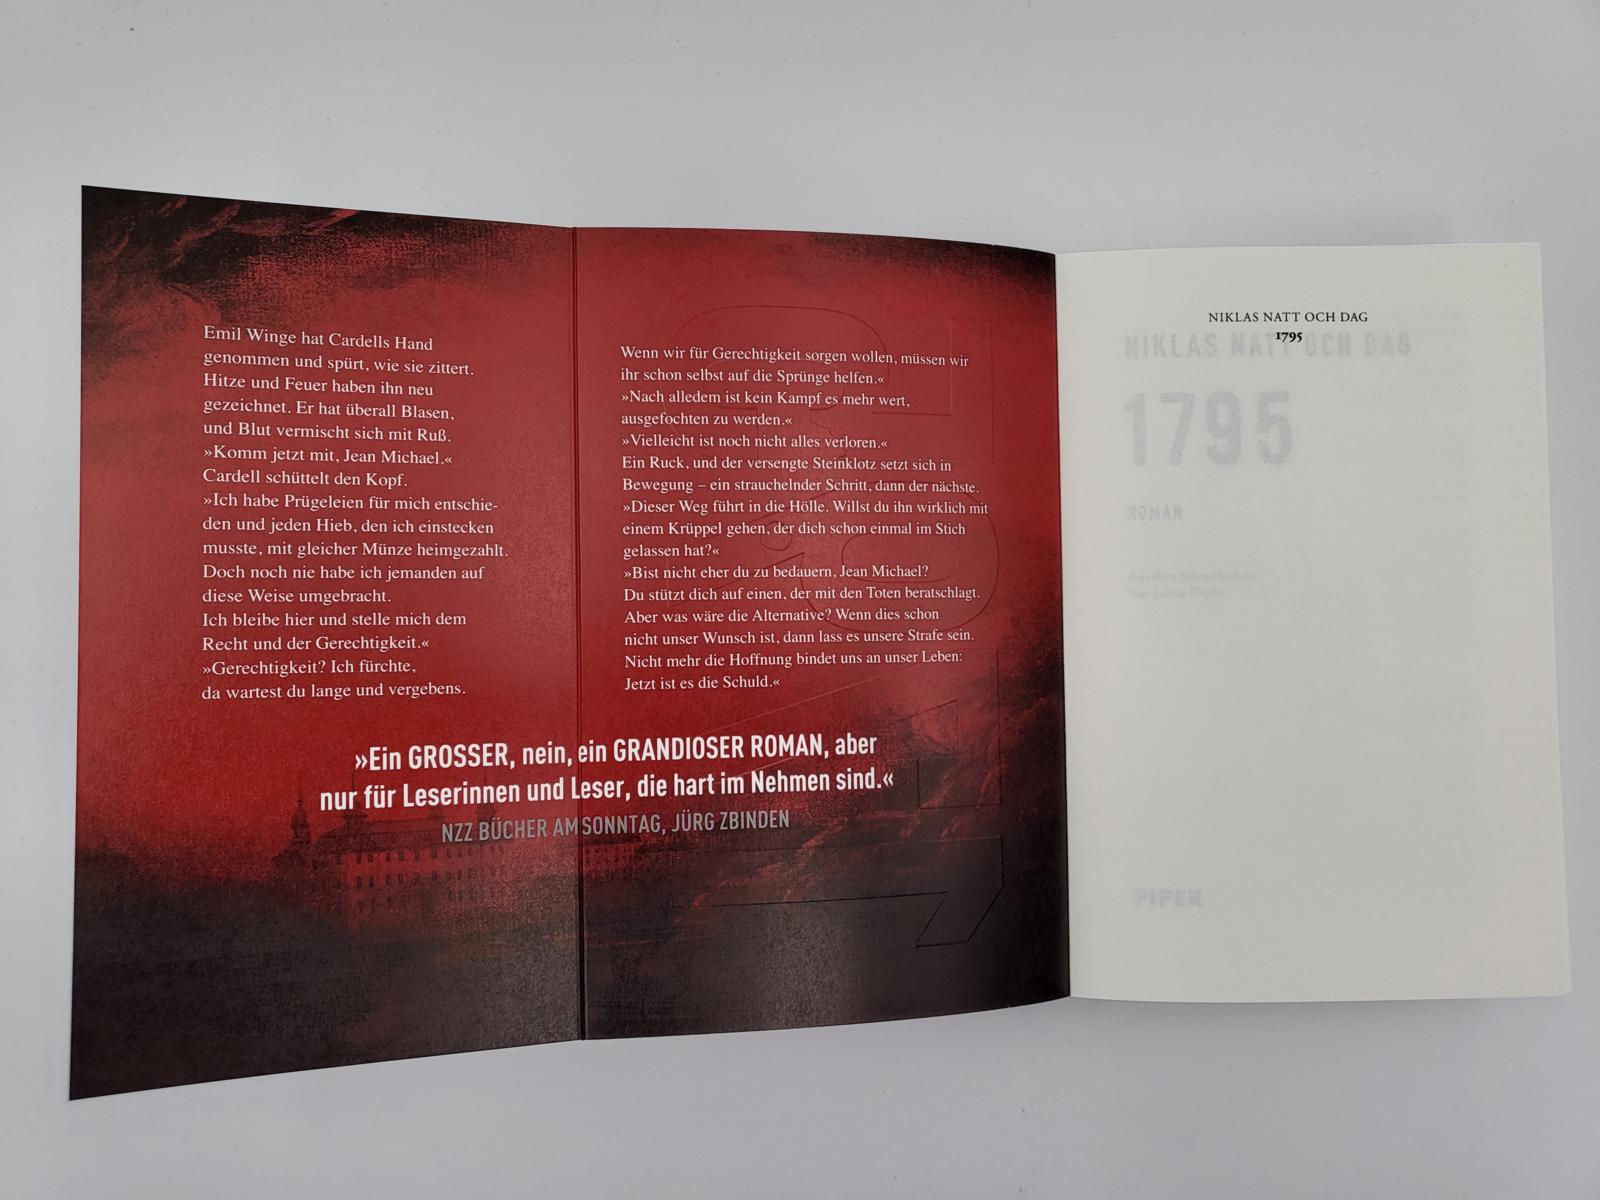 Emil Winge hat Cardells Hand
genommen und spürt, wie sie zittert.
Hitze und Feuer haben ihn neu
gezeichnet. Er hat überall Blasen,
und Blut vermischt sich mit Ruß.
»Komm jetzt mit, Jean Michael.«
Cardell schüttelt den Kopf.
»Ich habe Prügeleien für mich entschie-
den und jeden Hieb, den ich einstecken
musste, mit gleicher Münze heimgezahlt.
Doch noch nie habe ich jemanden auf
diese Weise umgebracht.
Ich bleibe hier und stelle mich dem
Recht und der Gerechtigkeit.«
»Gerechtigkeit? Ich fürchte,
da wartest du lange und vergebens.
Wenn wir für Gerechtigkeit sorgen wollen, müssen wir
ihr schon selbst auf die Sprünge helfen.«
»Nach alledem ist kein Kampf es mehr wert,
ausgefochten zu werden.«
»Vielleicht ist noch nicht alles verloren.«
Ein Ruck, und der versengte Steinklotz setzt sich in
Bewegung – ein strauchelnder Schritt, dann der nächste.
»Dieser Weg führt in die Hölle. Willst du ihn wirklich mit
einem Krüppel gehen, der dich schon einmal im Stich
gelassen hat?«
»Bist nicht eher du zu bedauern, Jean Michael?
Du stützt dich auf einen, der mit den Toten beratschlagt.
Aber was wäre die Alternative? Wenn dies schon
nicht unser Wunsch ist, dann lass es unsere Strafe sein.
Nicht mehr die Hoffnung bindet uns an unser Leben:
Jetzt ist es die Schuld.«
»Ein GROSSER, nein, ein GRANDIOSER ROMAN, aber
nur für Leserinnen und Leser, die hart im Nehmen sind.«
NZZ BÜCHER AM SONNTAG, JÜRG ZBINDEN
NIKLAS NATT OCH DAG
1795
NIKLAS NATT OCH DAG
1795
ROMAN
Aus dem Schwedischen
von Leena Flegler
PIPER